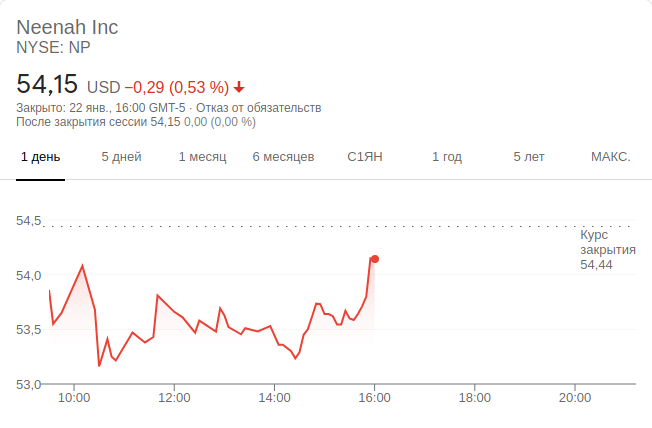 Neenah Inc
NYSE: NP
54,15 USD −0,29 (0,53 %)
Закрыто: 22 янв., 16:00 GMT-5 · Отказ от обязательств
После закрытия сессии 54,15 0,00 (0,00 %)
1 день 5 дней 1 месяц 6 месяцев С1ЯН 1 год 5 лет МАКС.
54,5
Курс
закрытия
54,44
54,0
53,5
53,0
10:00 12:00 14:00 16:00 18:00 20:00